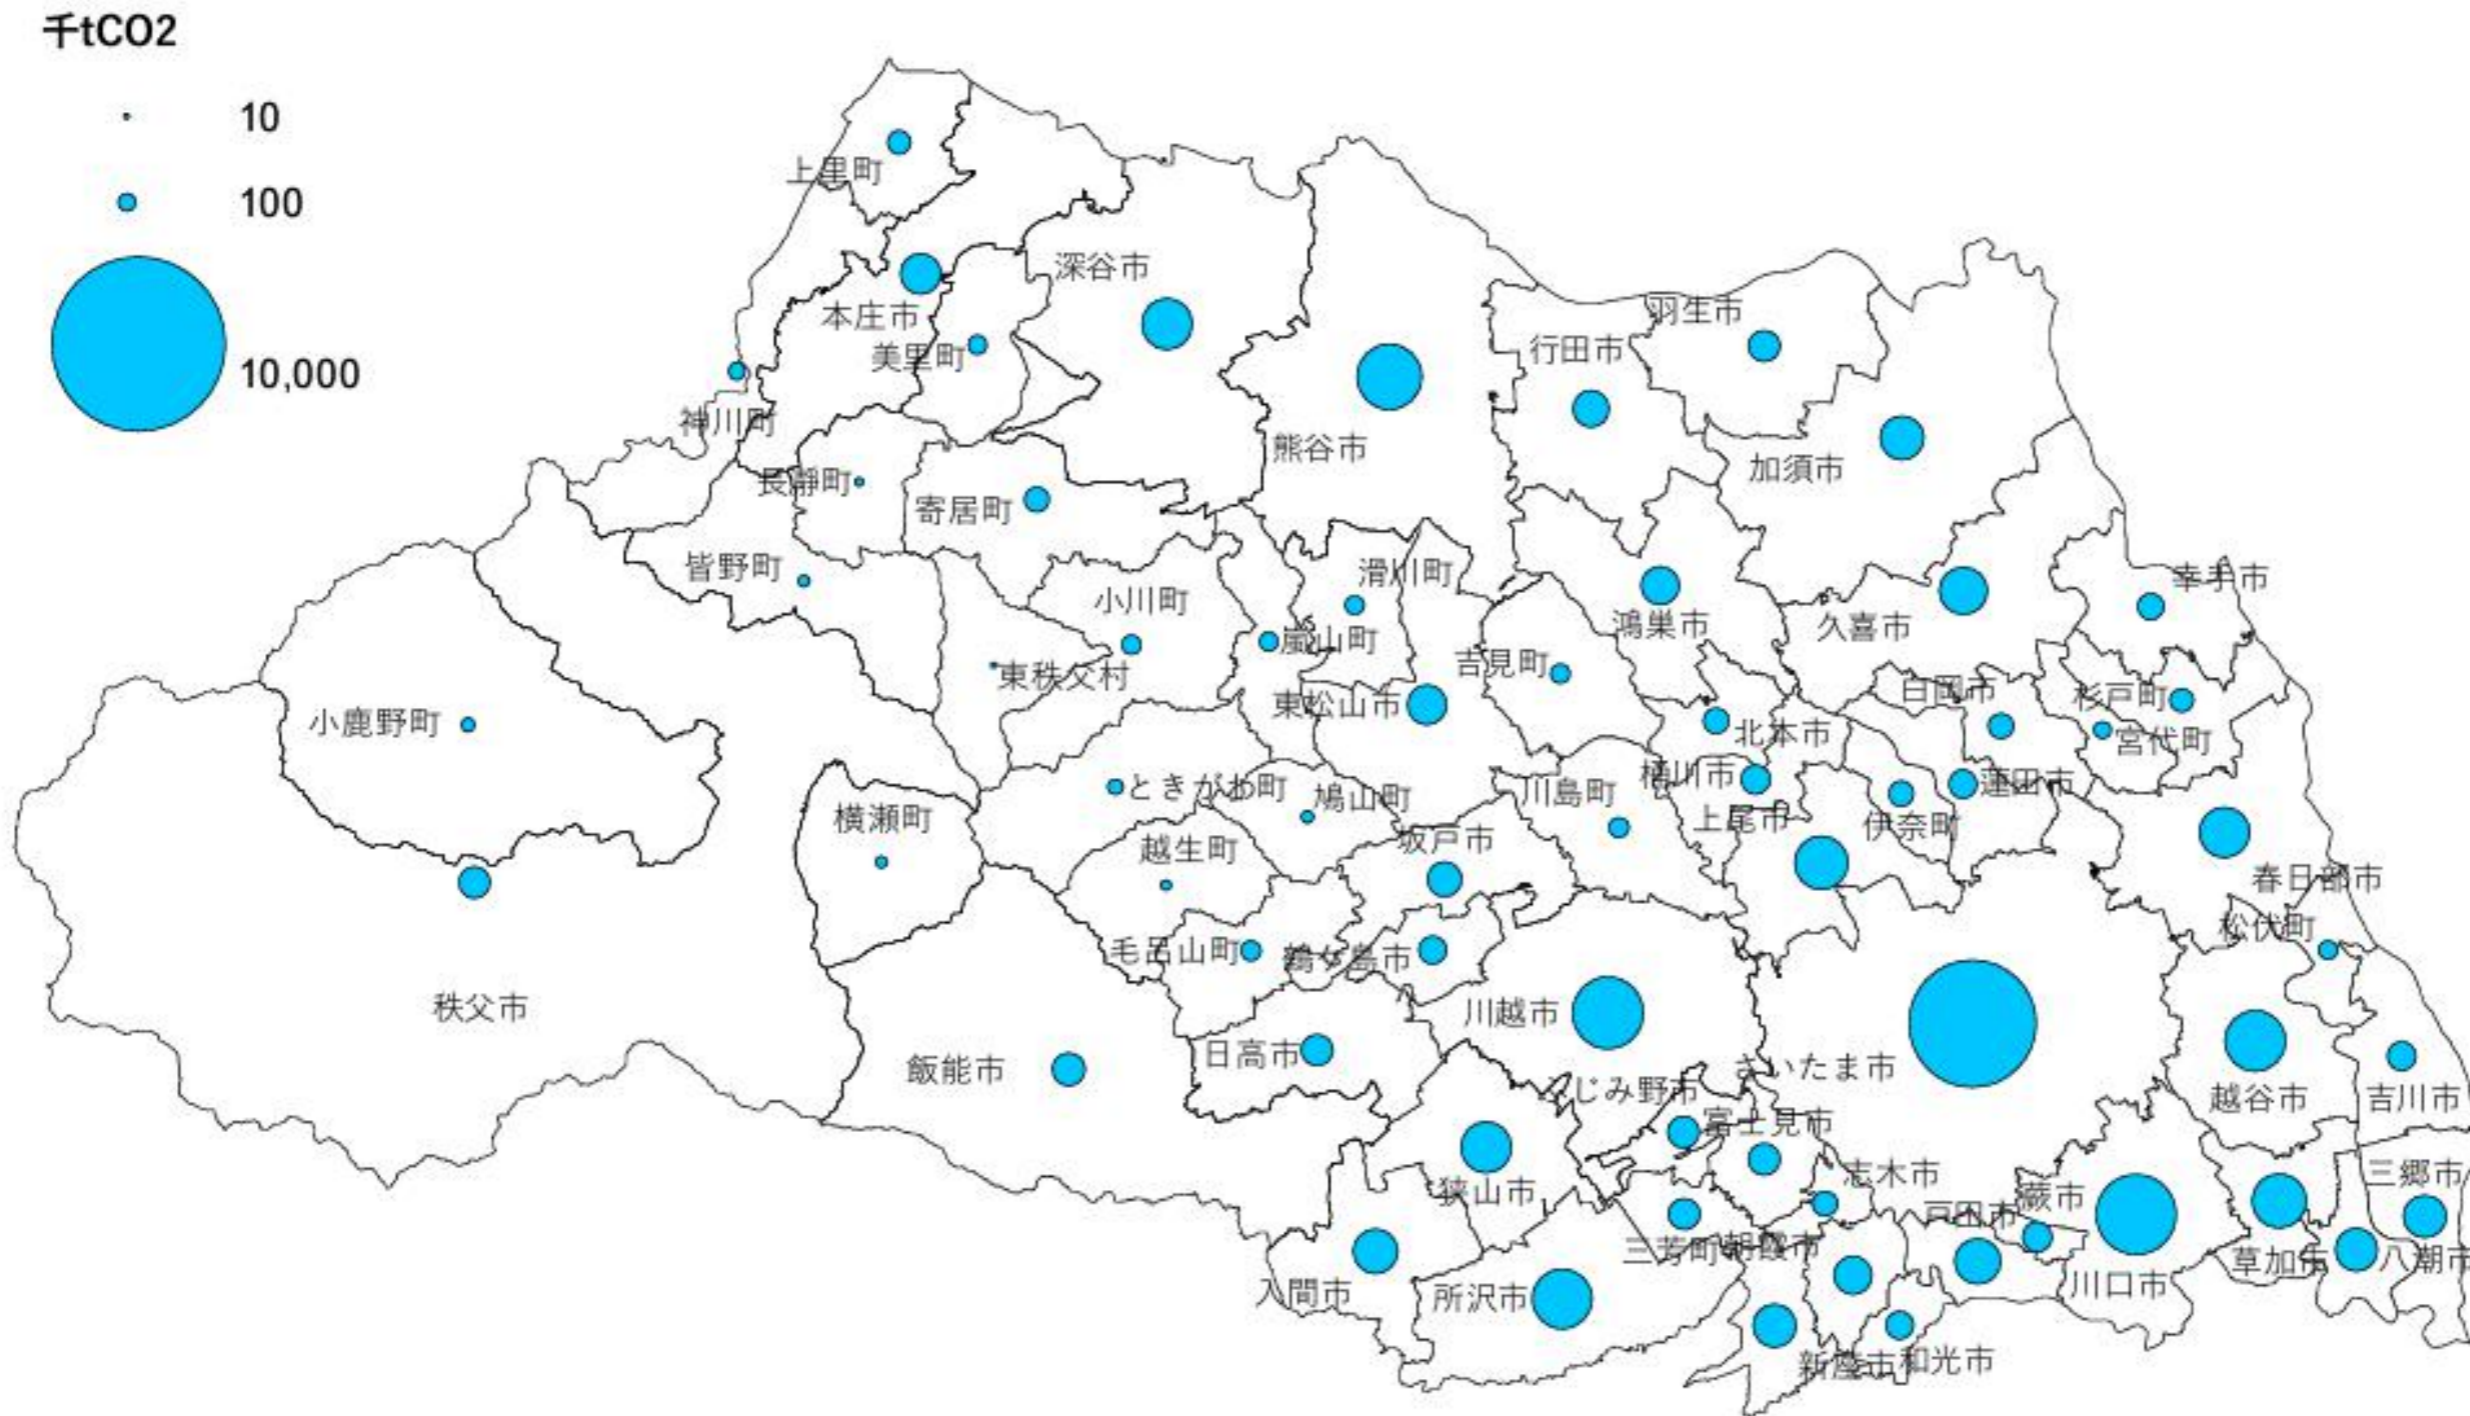 千tCO2
10
100
10,000
上里町
深谷市
本庄市
羽生市
行田市
美里町
神川町
熊谷市
加須市
長瀞町
寄居町
皆野町
滑川町
幸手市
小川町
鴻巣市
久喜市
嵐山町
吉見町
東秩父村
白岡市
杉戸町
小鹿野町
東松山市
北本市
宮代町
桶川市
ときがわ町
鳩山町
川島町
蓮田市
横瀬町
上尾市
伊奈町
越生町
坂戸市
春日部市
松伏町
毛呂山町
鶴ヶ島市
秩父市
川越市
飯能市
日高市
さいたま市
ふじみ野市
越谷市
吉川市
富士見市
志木市
三郷市
狭山市
蕨市
戸田市
三芳町
朝霞市
草加市
八潮市
入間市
所沢市
川口市
新座市
和光市